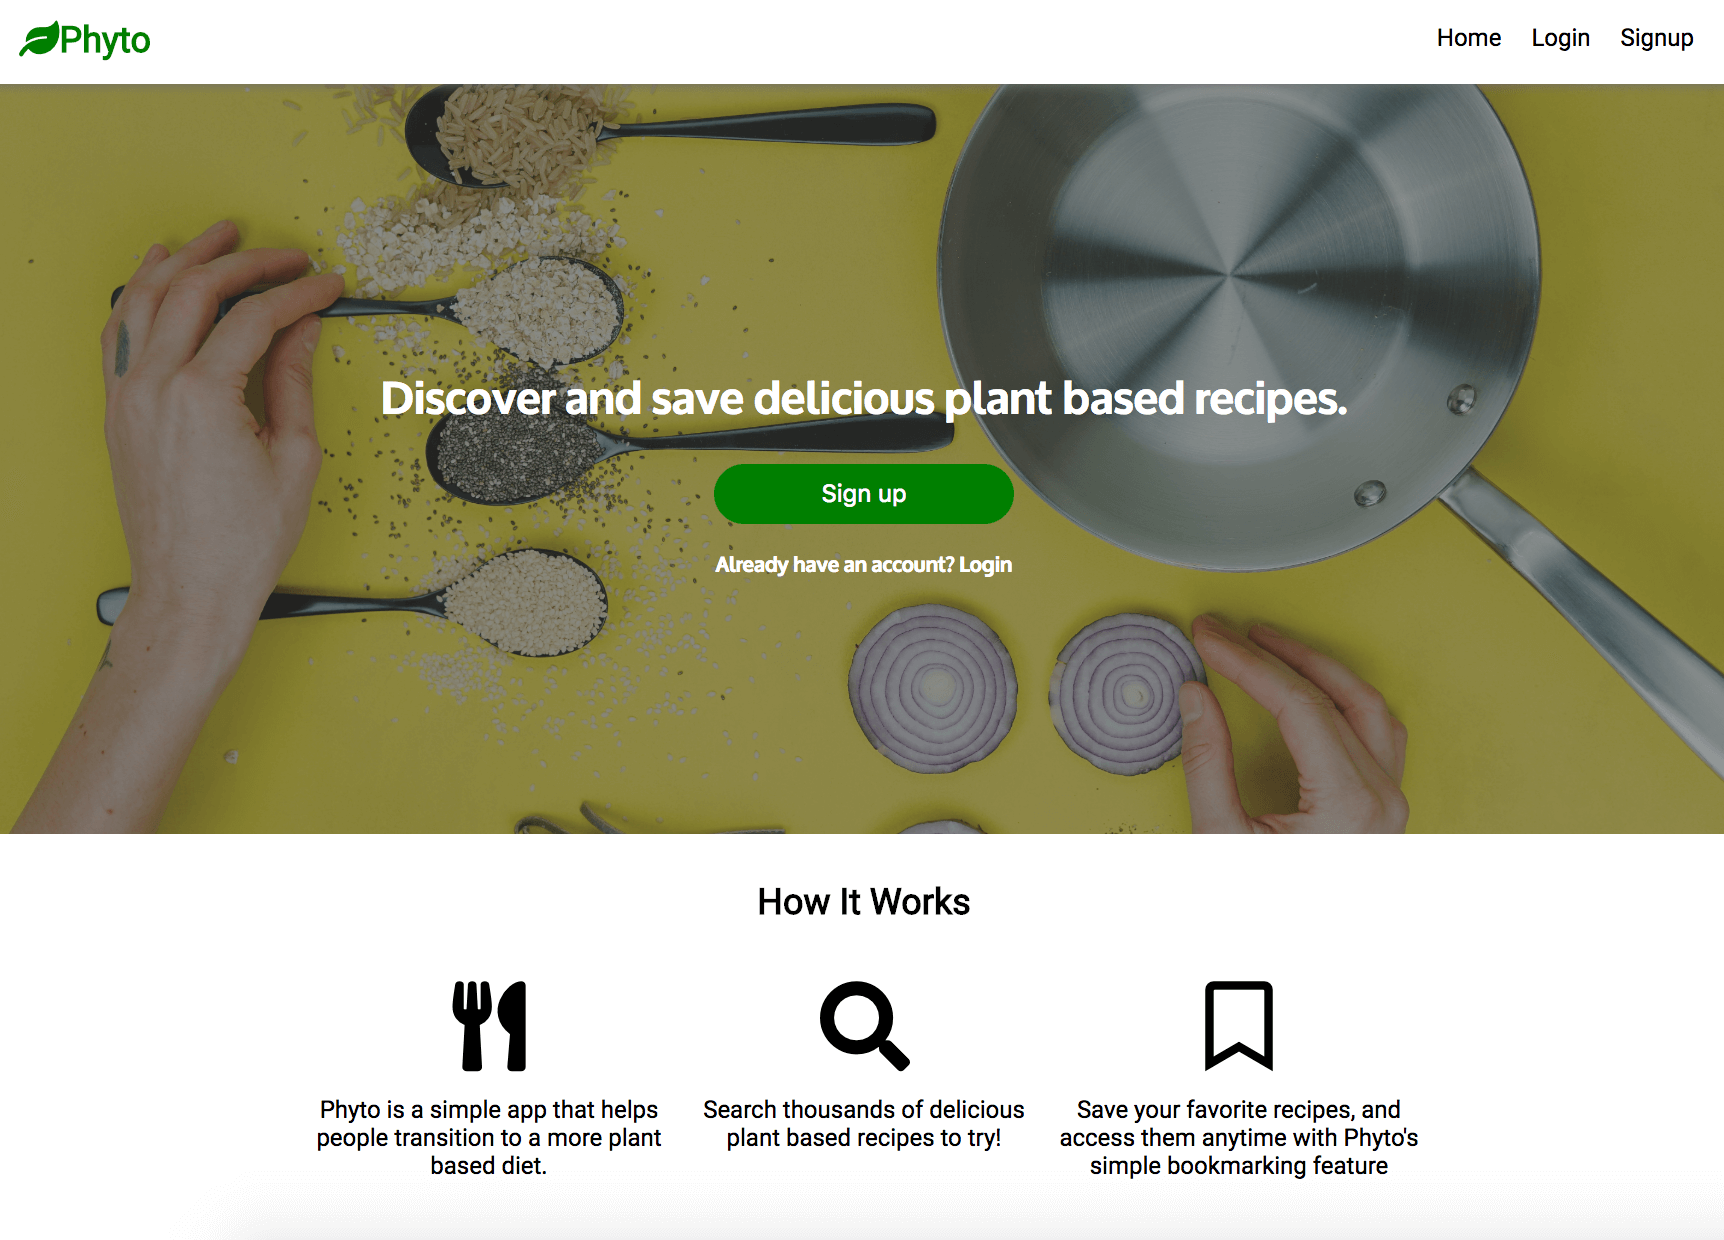 Phyto
Home Login Signup
Discover and save delicious plant based recipes.
Sign up
Already have an account? Login
How It Works
Phyto is a simple app that helps
people transition to a more plant
based diet.
Search thousands of delicious
plant based recipes to try!
Save your favorite recipes, and
access them anytime with Phyto's
simple bookmarking feature